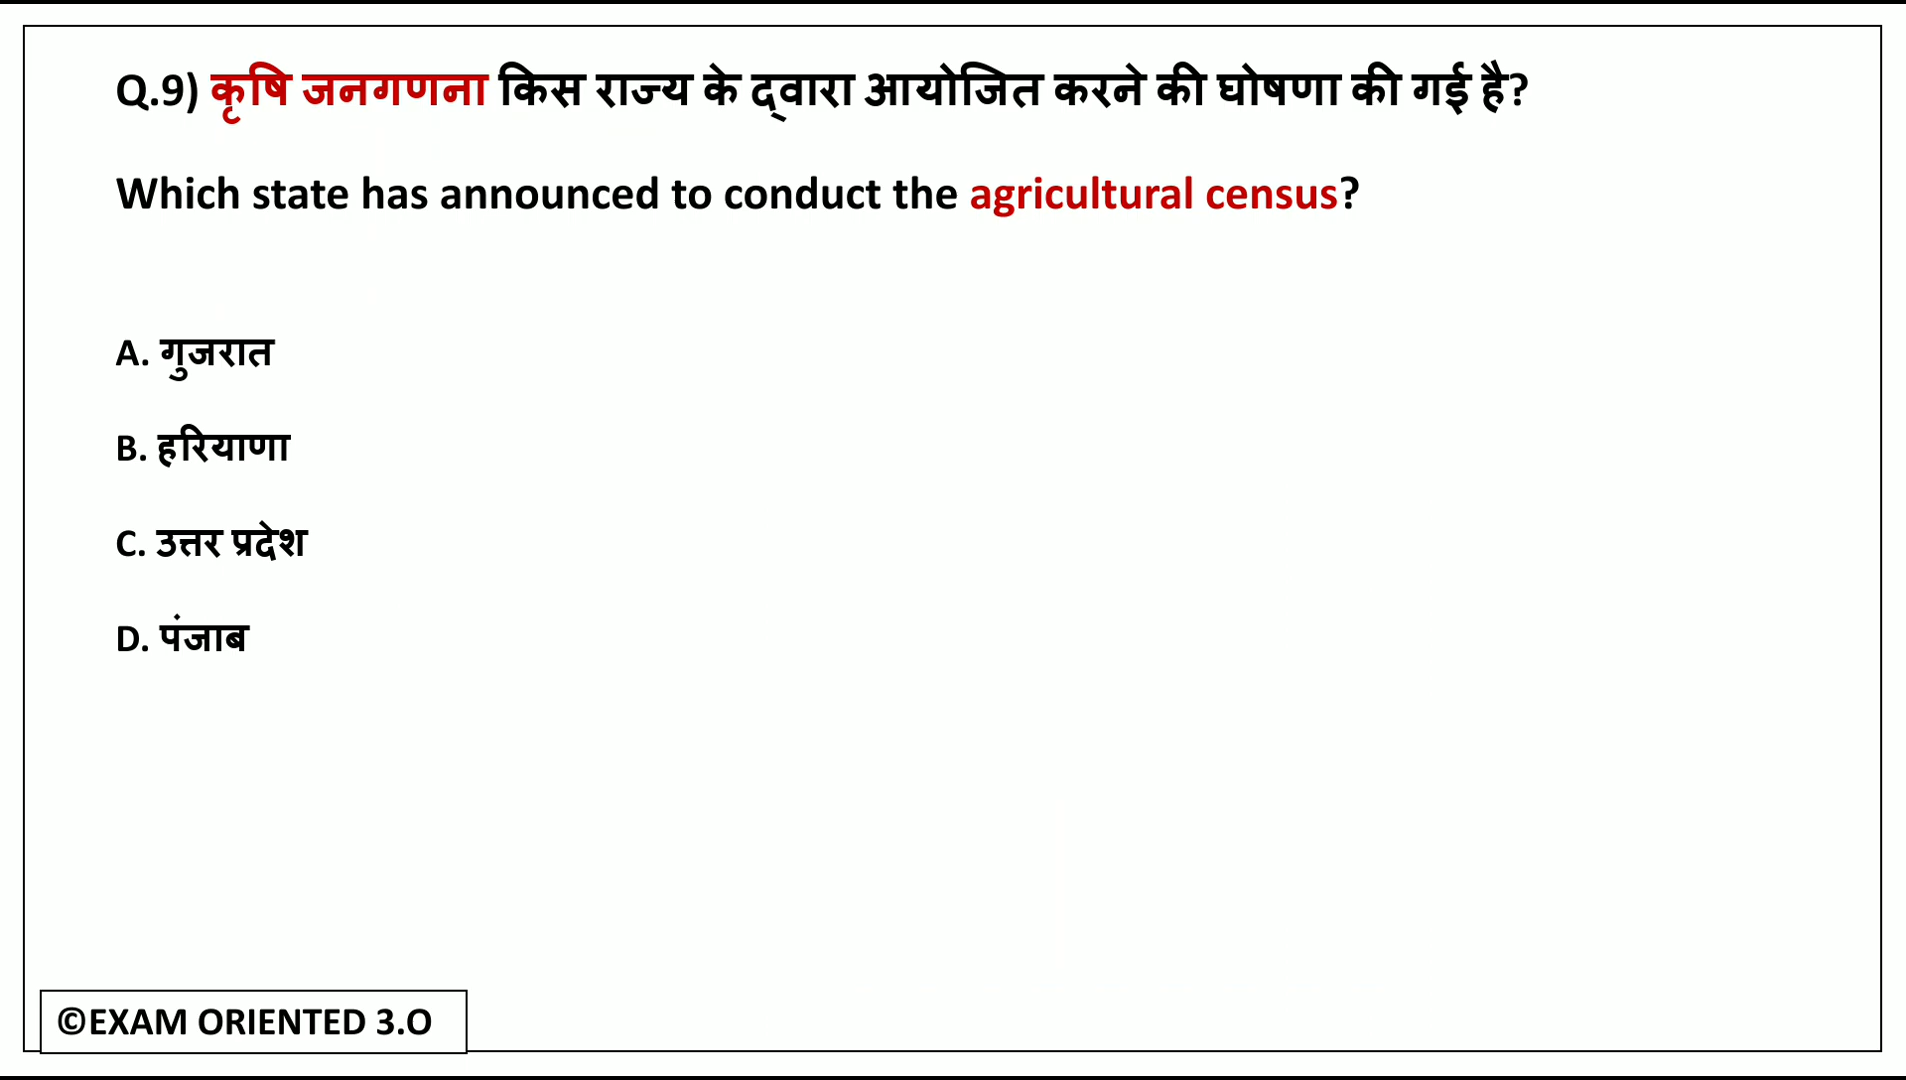 Q.9) कृषि जनगणना किस राज्य के द्वारा आयोजित करने की घोषणा की गई है?
Which state has announced to conduct the agricultural census?
A. गुजरात
B. हरियाणा
C. उत्तर प्रदेश
D. पंजाब
©EXAM ORIENTED 3.O